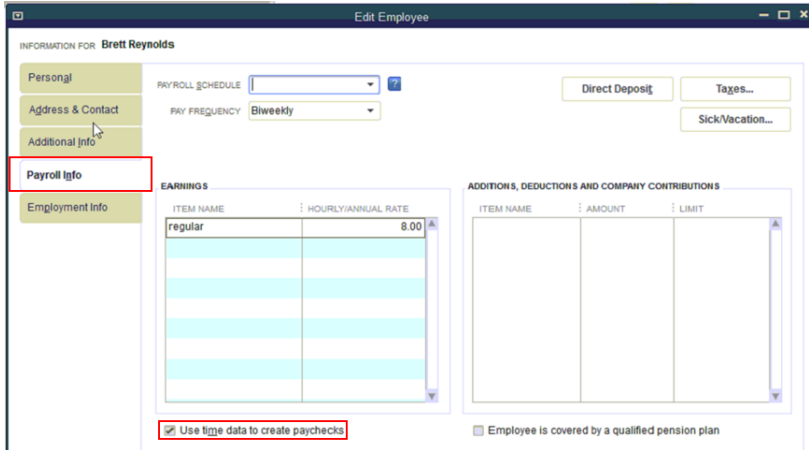 Edit Employee
INFORMATION FOR Brett Reynolds
Personal
Address & Contact
Additional Info
Payroll Info
Employment Info
PAYROLL SCHEDULE ?
PAY FREQUENCY Biweekly
Direct Deposit Taxes...
Sick/Vacation...
EARNINGS
ITEM NAME HOURLY/ANNUAL RATE
regular 8.00
Use time data to create paychecks
ADDITIONS, DEDUCTIONS AND COMPANY CONTRIBUTIONS
ITEM NAME AMOUNT LIMIT
Employee is covered by a qualified pension plan